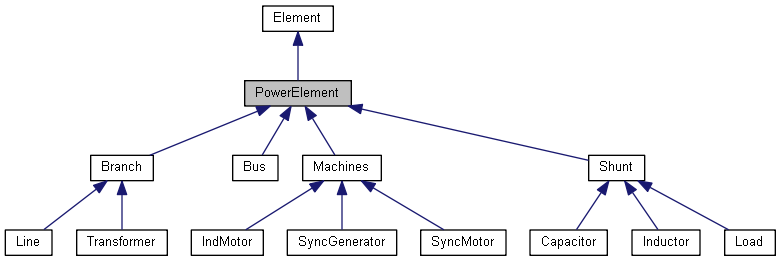 Element
PowerElement
Branch
Bus
Machines
Shunt
Line
Transformer
IndMotor
SyncGenerator
SyncMotor
Capacitor
Inductor
Load